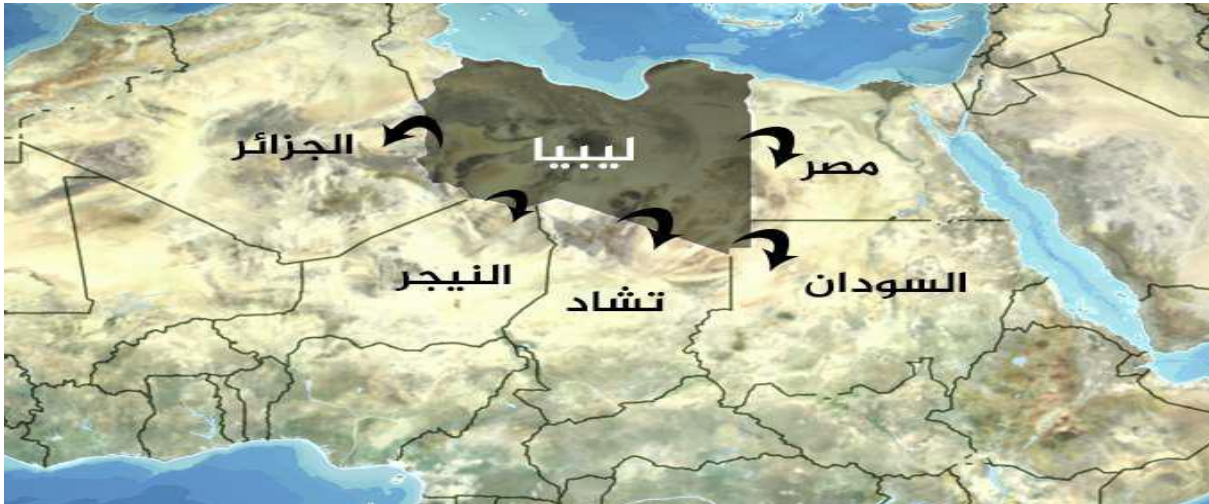 الجزائر
ليبيا
مصر
النيجر
تشاد
السودان